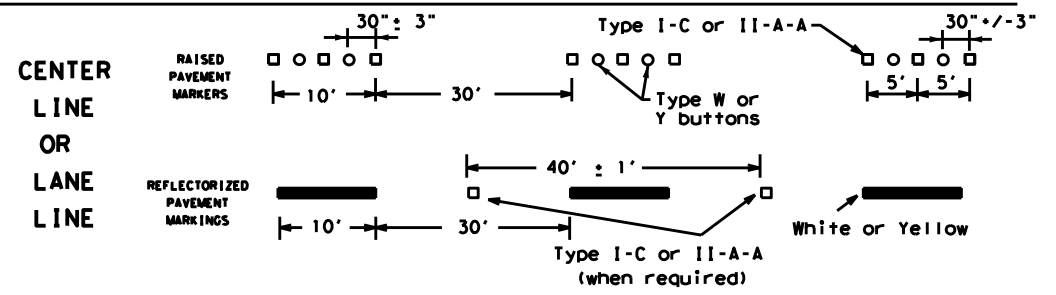 30"± 3"
Type I-C or II-A-A
30"+/-3"
CENTER
LINE
OR
LANE
LINE
RAISED
PAVEMENT
MARKERS
10'
30'
Type W or
Y buttons
5'
5'
40' ± 1'
REFLECTORIZED
PAVEMENT
MARKINGS
10'
30'
Type I-C or II-A-A
(when required)
White or Yellow